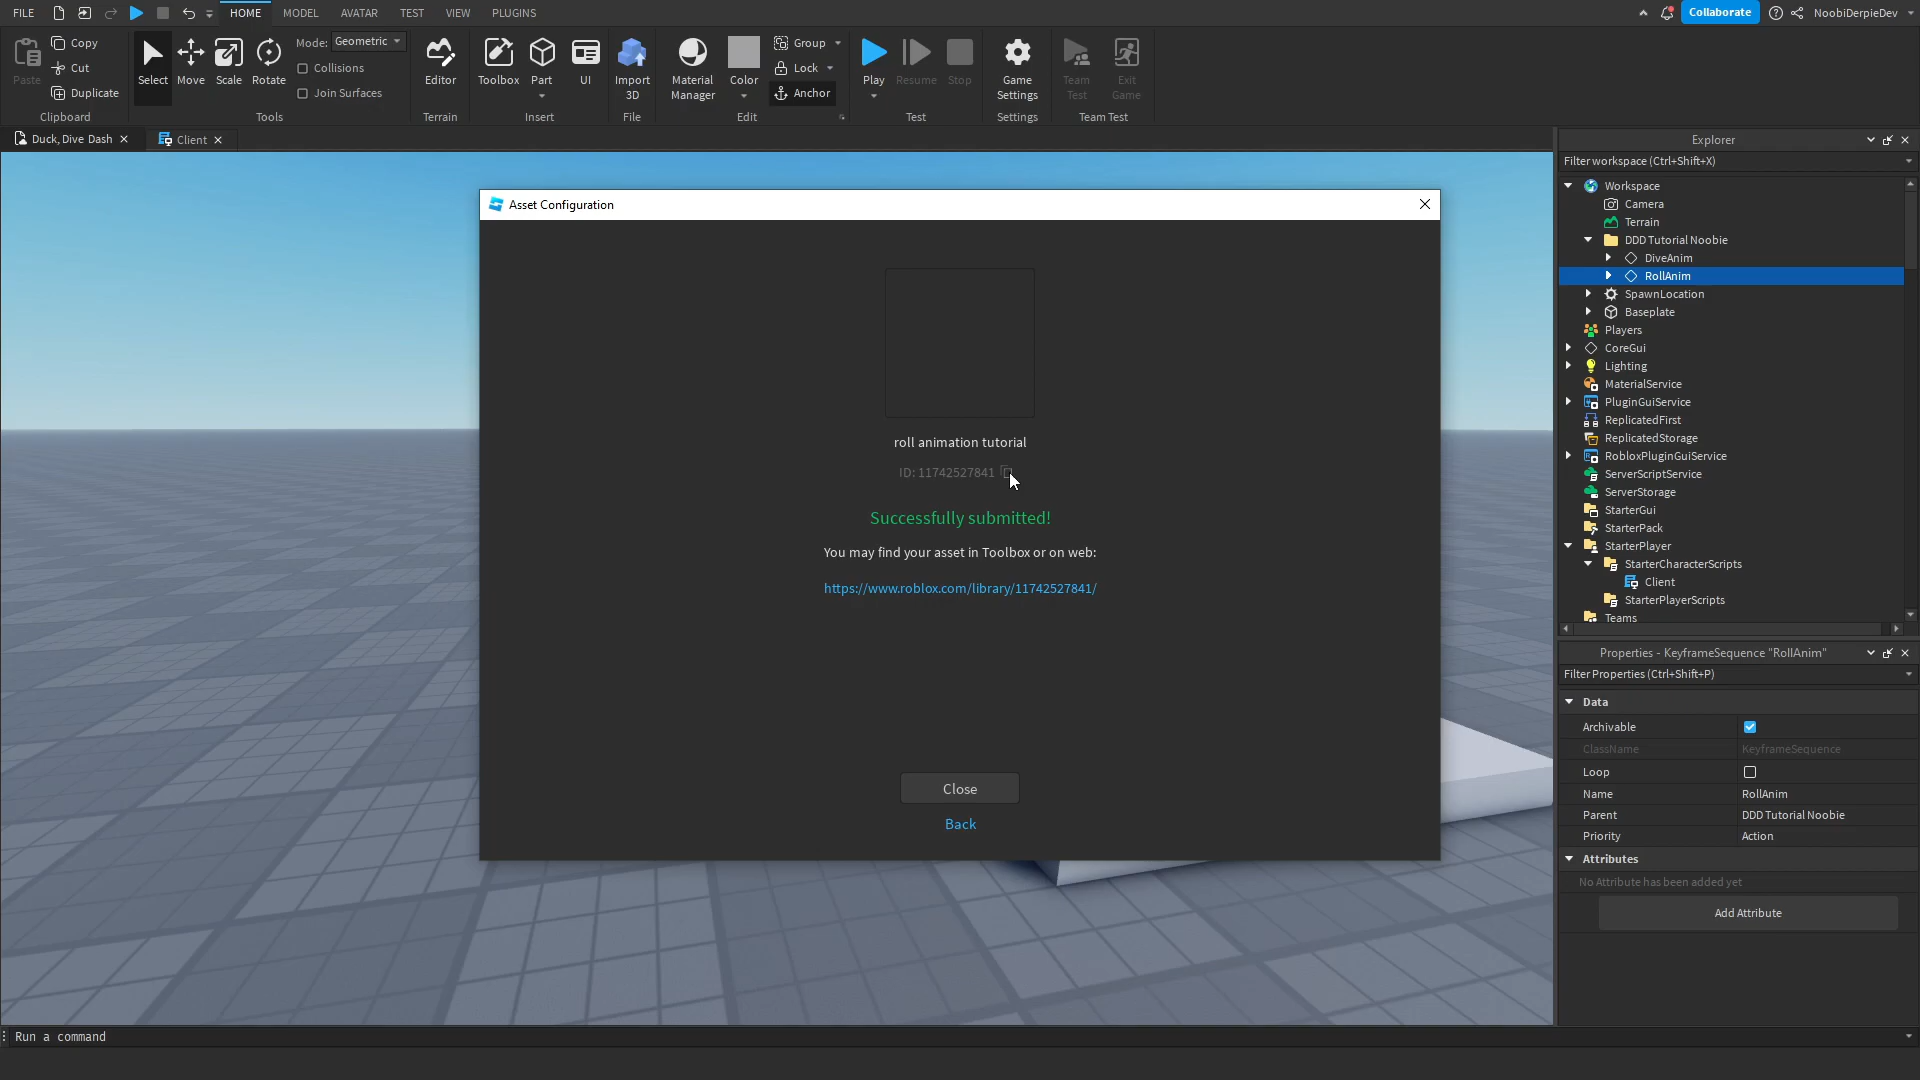 FILE HOME MODEL AVATAR TEST VIEW PLUGINS Collaborate NoobiDerpieDev
Paste Copy Cut Duplicate
Clipboard
Select Move Scale Rotate
Mode: Geometric
Collisions
Join Surfaces
Tools
Editor
Terrain
Toolbox Part UI
Insert
Import 3D
File
Material Manager Color Group Lock Anchor
Edit
Play Resume Stop
Test
Game Settings
Settings
Team Test Exit Game
Team Test
Duck, Dive Dash Client
Asset Configuration
roll animation tutorial
ID: 11742527841
Successfully submitted!
You may find your asset in Toolbox or on web:
https://www.roblox.com/library/11742527841/
Close
Back
Explorer
Filter workspace (Ctrl+Shift+X)
Workspace
Camera
Terrain
DDD Tutorial Noobie
DiveAnim
RollAnim
SpawnLocation
Baseplate
Players
CoreGui
Lighting
MaterialService
PluginGuiService
ReplicatedFirst
ReplicatedStorage
RobloxPluginGuiService
ServerScriptService
ServerStorage
StarterGui
StarterPack
StarterPlayer
StarterCharacterScripts
Client
StarterPlayerScripts
Teams
Properties - KeyframeSequence "RollAnim"
Filter Properties (Ctrl+Shift+P)
Data
Archivable
ClassName KeyframeSequence
Loop
Name RollAnim
Parent DDD Tutorial Noobie
Priority Action
Attributes
No Attribute has been added yet
Add Attribute
Run a command